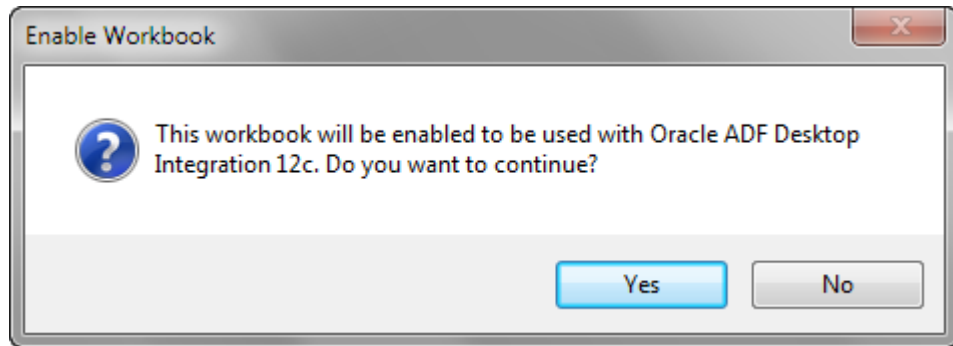 Enable Workbook
This workbook will be enabled to be used with Oracle ADF Desktop
Integration 12c. Do you want to continue?
Yes
No